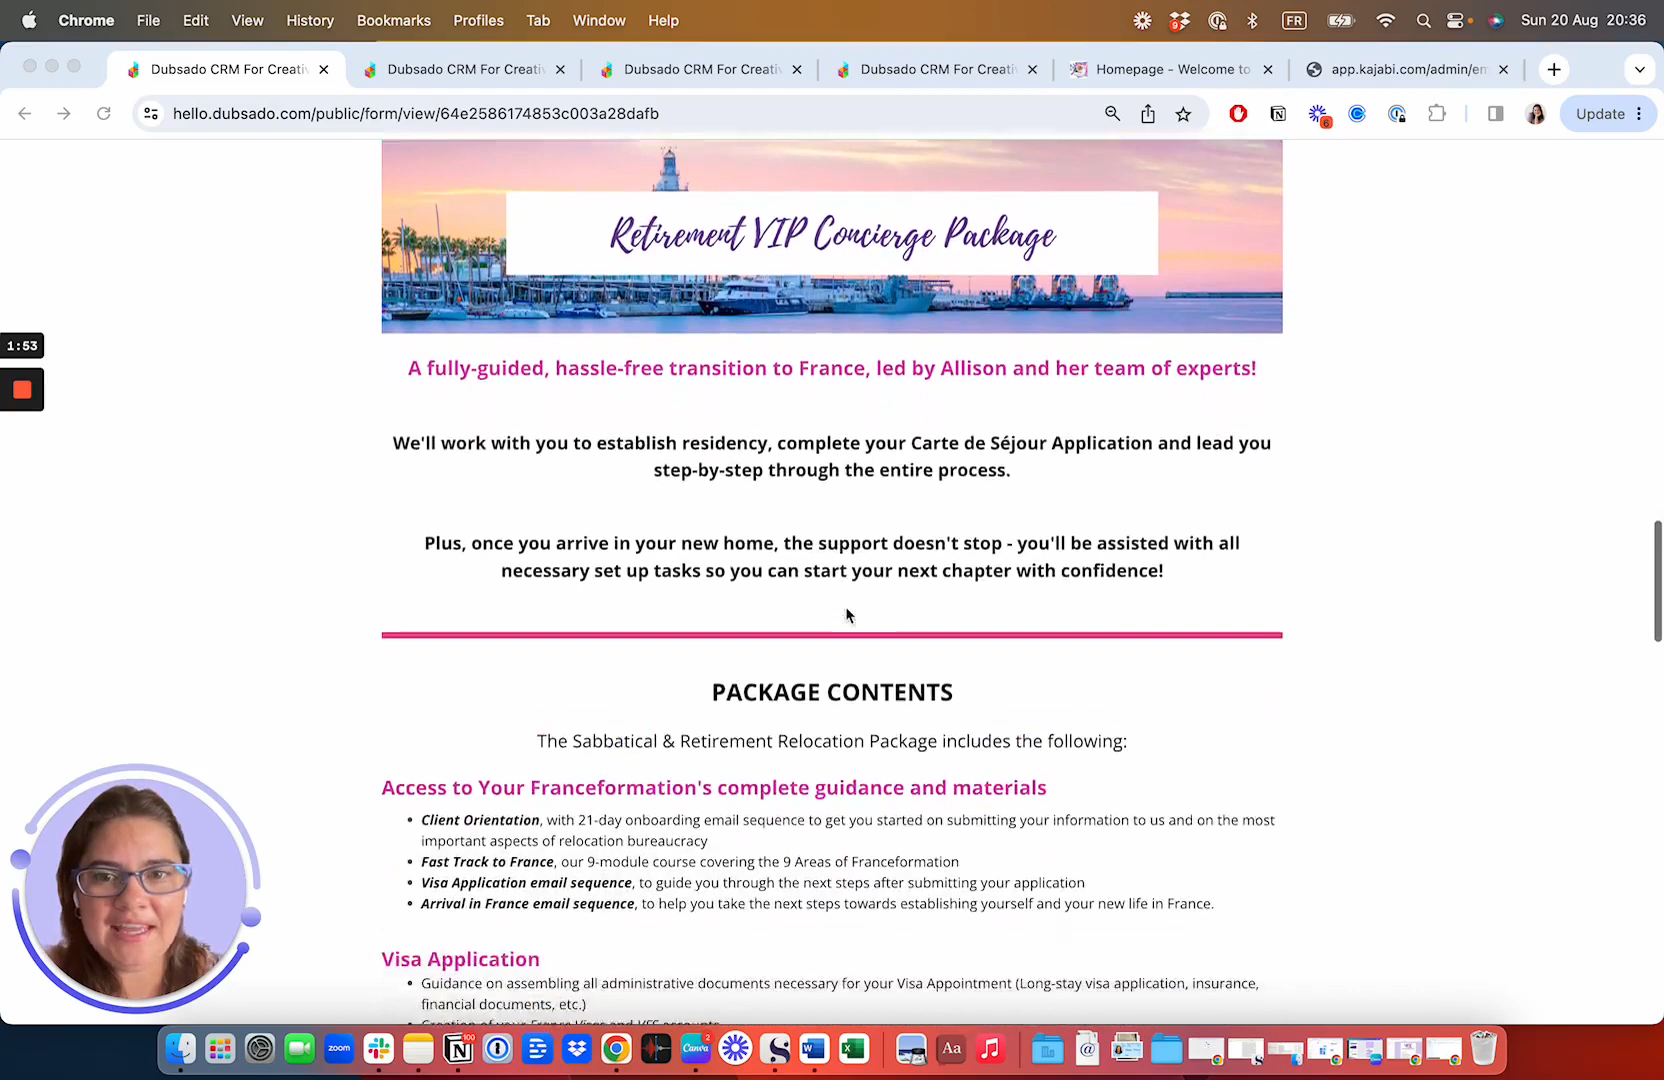 Chrome File Edit View History Bookmarks Profiles Tab Window Help
9
FR
Sun 20 Aug 20:36
Dubsado CRM For Creati
Dubsado CRM For Creati
Dubsado CRM For Creati
Dubsado CRM For Creati
Homepage - Welcome to
app.kajabi.com/admin/em
hello.dubsado.com/public/form/view/64e2586174853c003a28dafb
6
Update
Retirement VIP Concierge Package
1:53
A fully-guided, hassle-free transition to France, led by Allison and her team of experts!
We'll work with you to establish residency, complete your Carte de Séjour Application and lead you
step-by-step through the entire process.
Plus, once you arrive in your new home, the support doesn't stop - you'll be assisted with all
necessary set up tasks so you can start your next chapter with confidence!
PACKAGE CONTENTS
The Sabbatical & Retirement Relocation Package includes the following:
Access to Your Franceformation's complete guidance and materials
• Client Orientation, with 21-day onboarding email sequence to get you started on submitting your information to us and on the most
important aspects of relocation bureaucracy
• Fast Track to France, our 9-module course covering the 9 Areas of Franceformation
• Visa Application email sequence, to guide you through the next steps after submitting your application
• Arrival in France email sequence, to help you take the next steps towards establishing yourself and your new life in France.
Visa Application
• Guidance on assembling all administrative documents necessary for your Visa Appointment (Long-stay visa application, insurance,
financial documents, etc.)
zoom
100
Canva
2
Aa